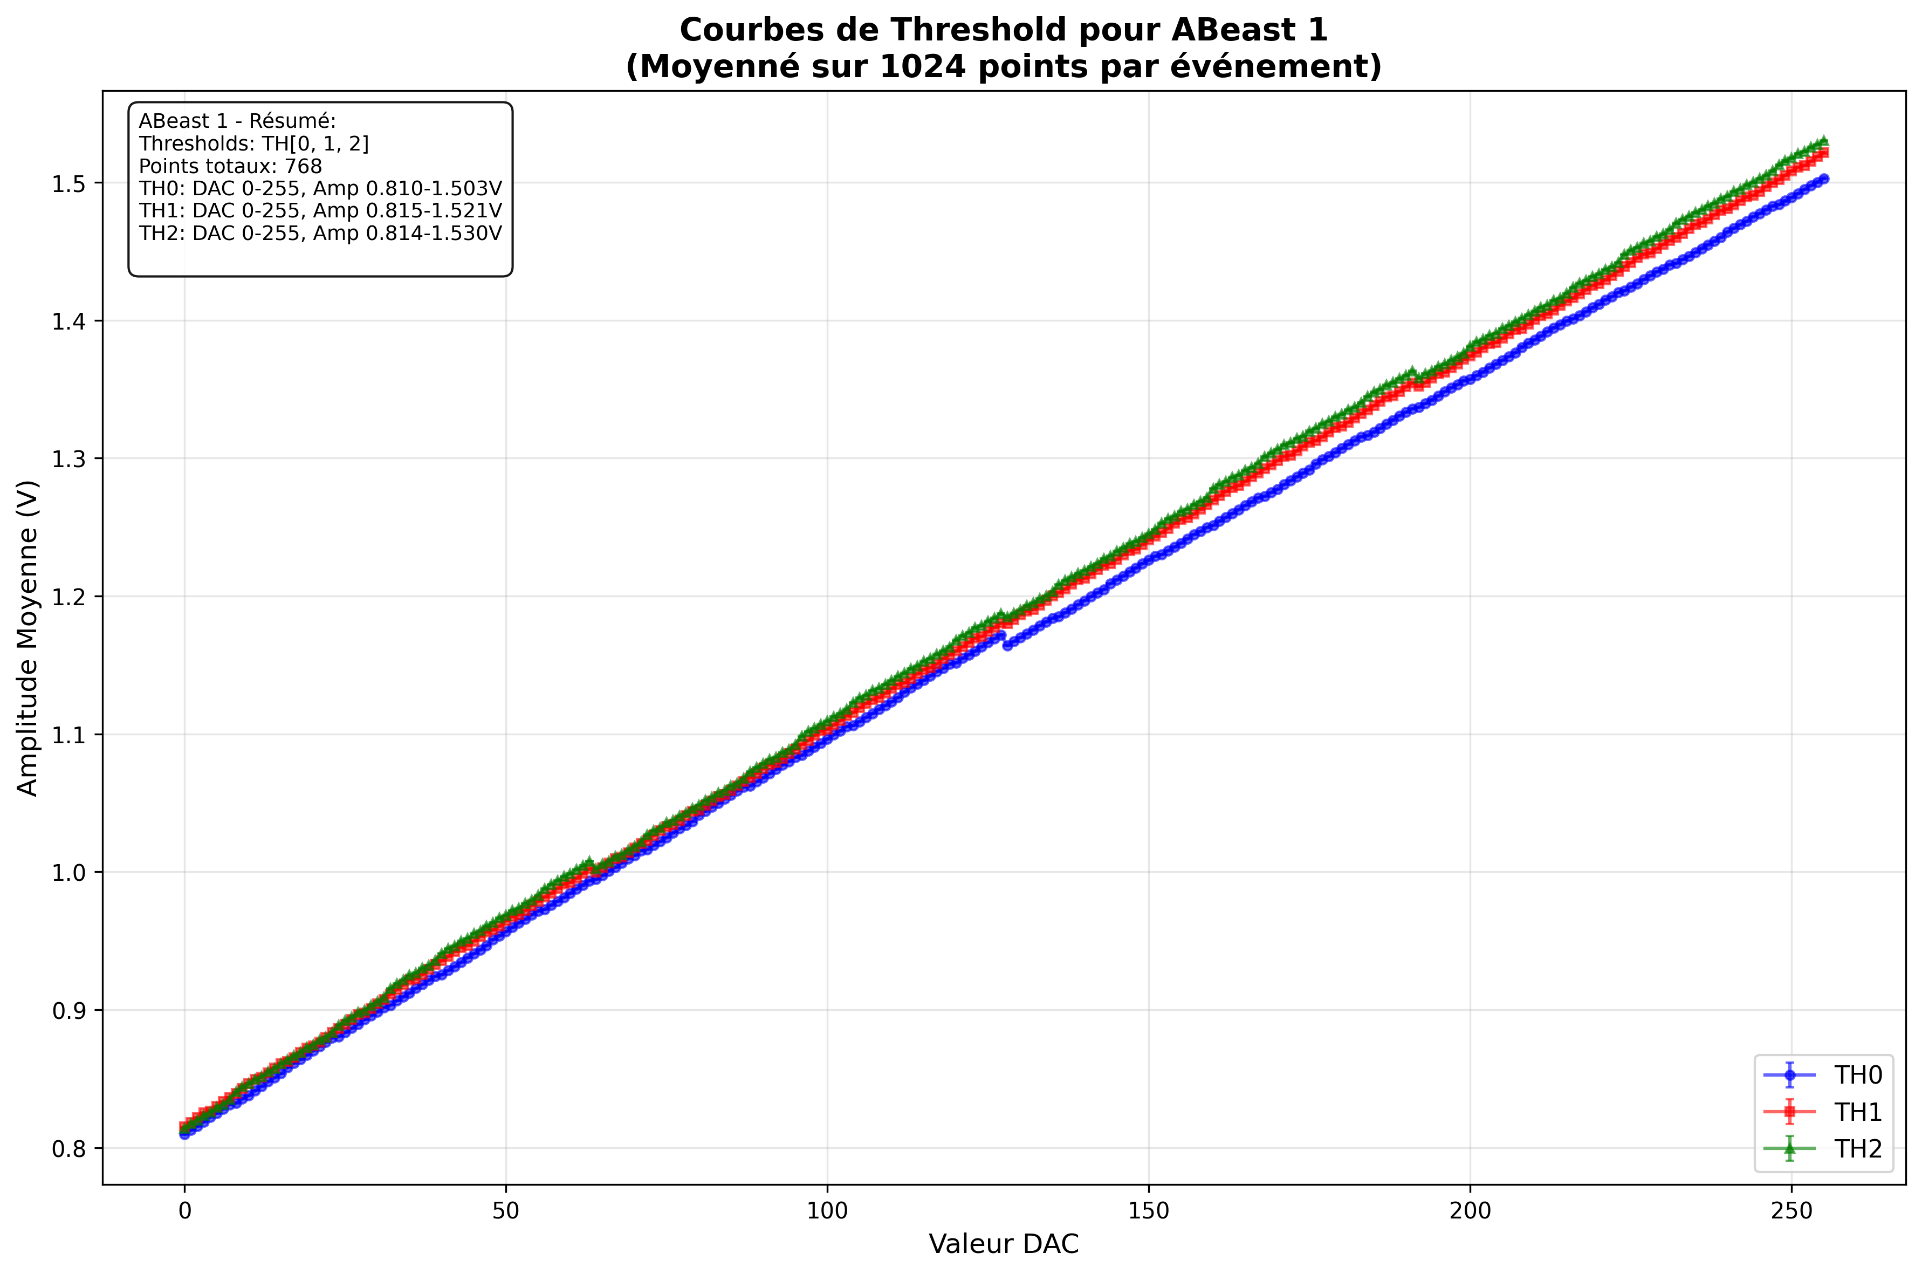 Courbes de Threshold pour ABeast 1
(Moyenné sur 1024 points par événement)
ABeast 1 - Résumé:
Thresholds: TH[0, 1, 2]
Points totaux: 768
TH0: DAC 0-255, Amp 0.810-1.503V
TH1: DAC 0-255, Amp 0.815-1.521V
TH2: DAC 0-255, Amp 0.814-1.530V
Amplitude Moyenne (V)
1.5
1.4
1.3
1.2
1.1
1.0
0.9
0.8
TH0
TH1
TH2
0 50 100 150 200 250
Valeur DAC